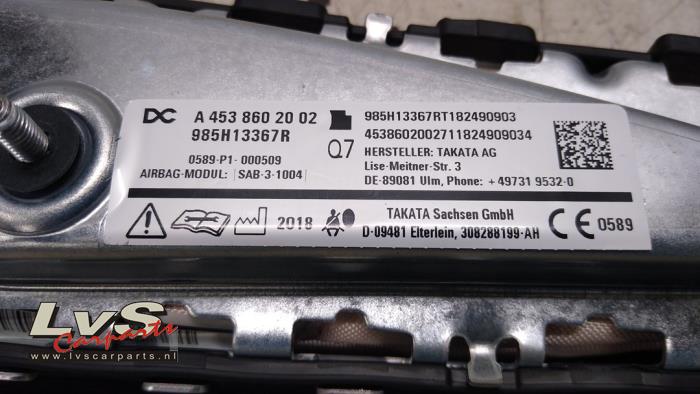 DC A 453 860 20 02
985H13367R
0589-P1- 000509
AIRBAG-MODUL: SAB-3-1004
985H13367RT182490903
45386020027118249 09034
Q7 HERSTELLER: TAKATA AG
Lise-Meitner-Str. 3
DE-89081 Ulm, Phone: + 49731 9532-0
2018
TAKATA Sachsen GmbH
D-09481 Elterlein, 308288199-AH
CE 0589
LvS
Carparts
www.lvscarparts.nl